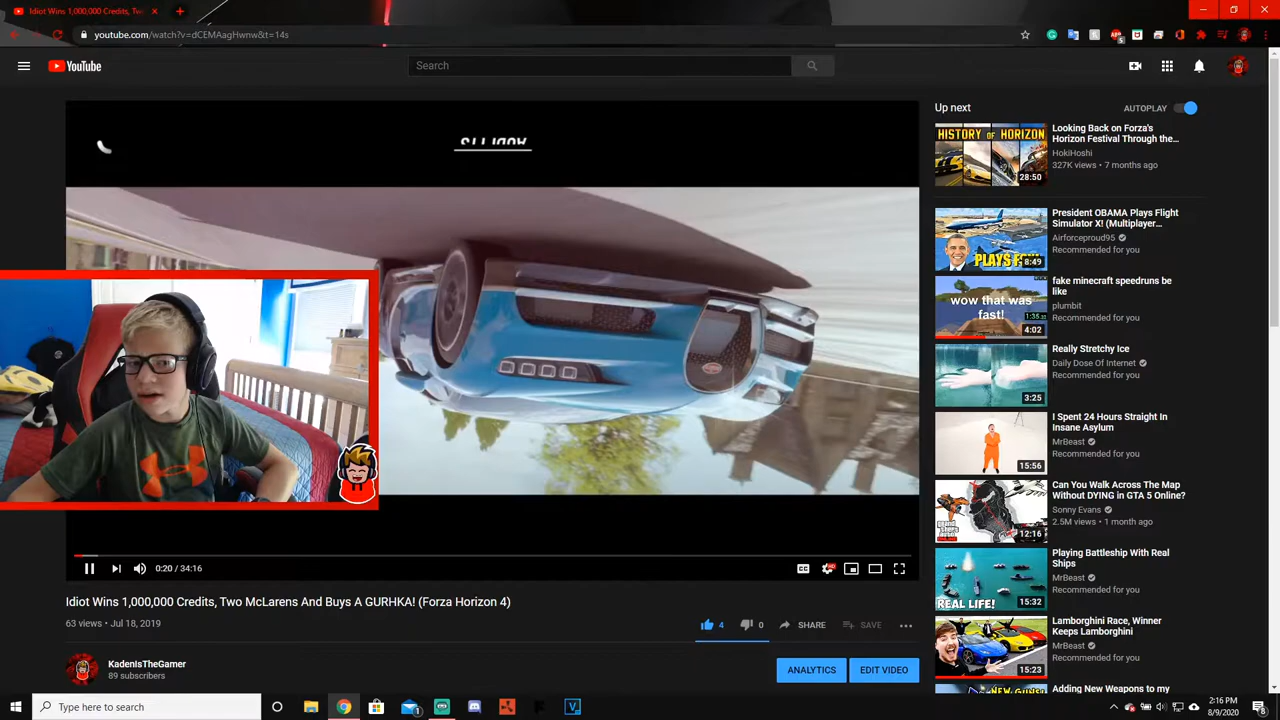 Idiot Wins 1,000,000 Credits, Tw
youtube.com/watch?v=dCEMAagHwnw&t=14s
YouTube
Search
Up next
AUTOPLAY
HISTORY OF HORIZON
28:50
Looking Back on Forza's
Horizon Festival Through the...
HokiHoshi
327K views • 7 months ago
8:49
President OBAMA Plays Flight
Simulator X! (Multiplayer...
Airforceproud95
Recommended for you
wow that was
fast!
4:02
fake minecraft speedruns be
like
plumbit
Recommended for you
3:25
Really Stretchy Ice
Daily Dose Of Internet
Recommended for you
15:56
I Spent 24 Hours Straight In
Insane Asylum
MrBeast
Recommended for you
12:16
Can You Walk Across The Map
Without DYING in GTA 5 Online?
Sonny Evans
2.5M views • 1 month ago
REAL LIFE!
15:32
Playing Battleship With Real
Ships
MrBeast
Recommended for you
15:23
Lamborghini Race, Winner
Keeps Lamborghini
MrBeast
Recommended for you
Adding New Weapons to my
0:20 / 34:16
Idiot Wins 1,000,000 Credits, Two McLarens And Buys A GURHKA! (Forza Horizon 4)
63 views • Jul 18, 2019
4
0
SHARE
SAVE
KadenIsTheGamer
89 subscribers
ANALYTICS
EDIT VIDEO
Type here to search
2:16 PM
8/9/2020